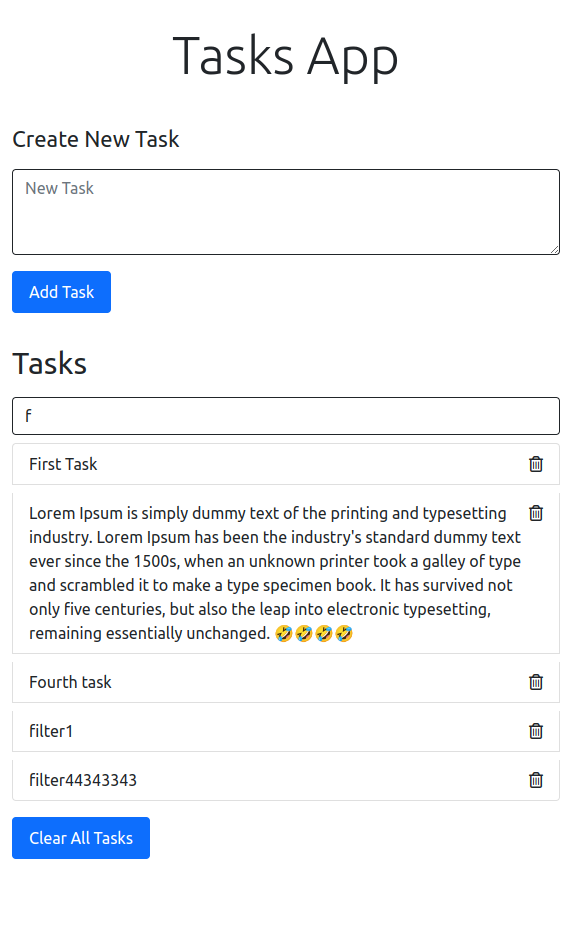 Tasks App
Create New Task
New Task
Add Task
Tasks
f
First Task
Lorem Ipsum is simply dummy text of the printing and typesetting
industry. Lorem Ipsum has been the industry's standard dummy text
ever since the 1500s, when an unknown printer took a galley of type
and scrambled it to make a type specimen book. It has survived not
only five centuries, but also the leap into electronic typesetting,
remaining essentially unchanged. 🤣🤣🤣🤣
Fourth task
filter1
filter44343343
Clear All Tasks